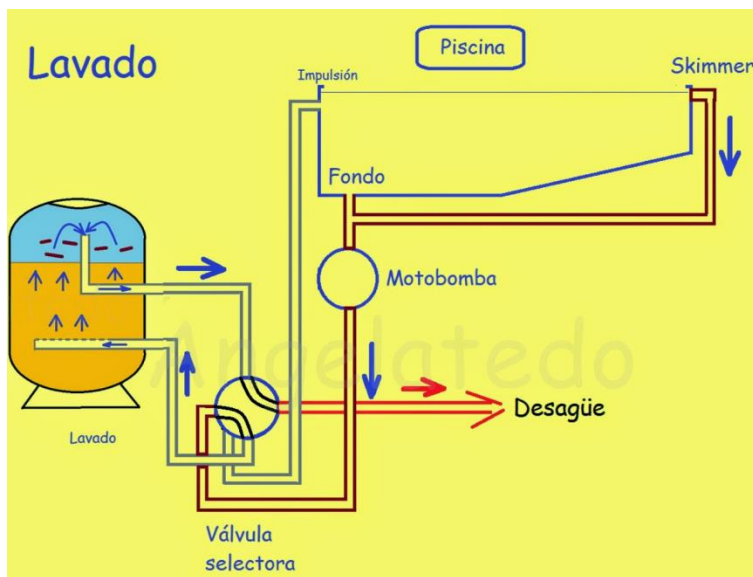 Lavado
Piscina
Impulsión
Skimmer
Fondo
Motobomba
Angelatedo
Desagüe
Lavado
Válvula
selectora